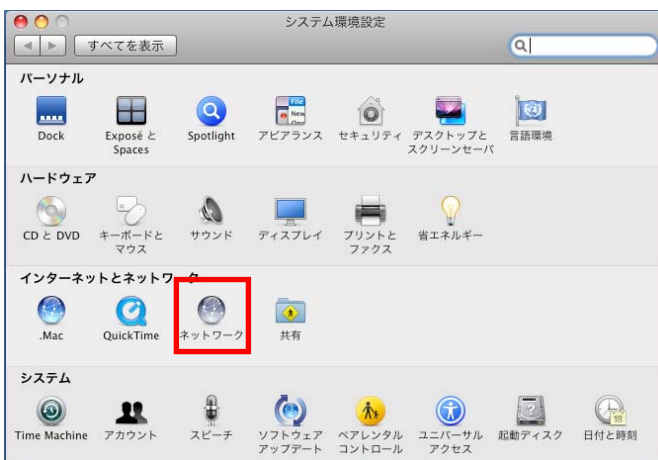 システム環境設定
すべてを表示
パーソナル
Dock
Exposé と
Spaces
Spotlight
File
New
アピアランス
セキュリティ
デスクトップと
スクリーンセーバ
言語環境
ハードウェア
CD と DVD
キーボードと
マウス
サウンド
ディスプレイ
プリントと
ファクス
省エネルギー
インターネットとネットワーク
.Mac
QuickTime
ネットワーク
共有
システム
Time Machine
アカウント
スピーチ
ソフトウェア
アップデート
ペアレンタル
コントロール
ユニバーサル
アクセス
起動ディスク
18
日付と時刻